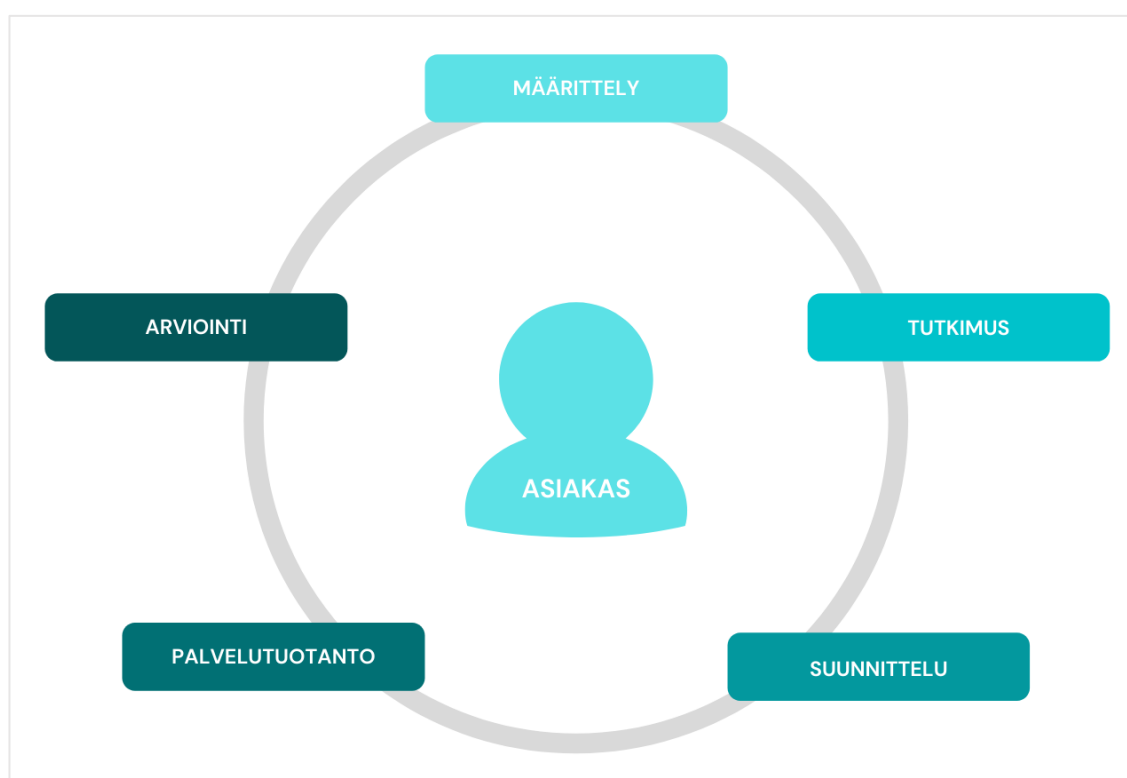 MÄÄRITTELY
ARVIOINTI
TUTKIMUS
ASIAKAS
PALVELUTUOTANTO
SUUNNITTELU